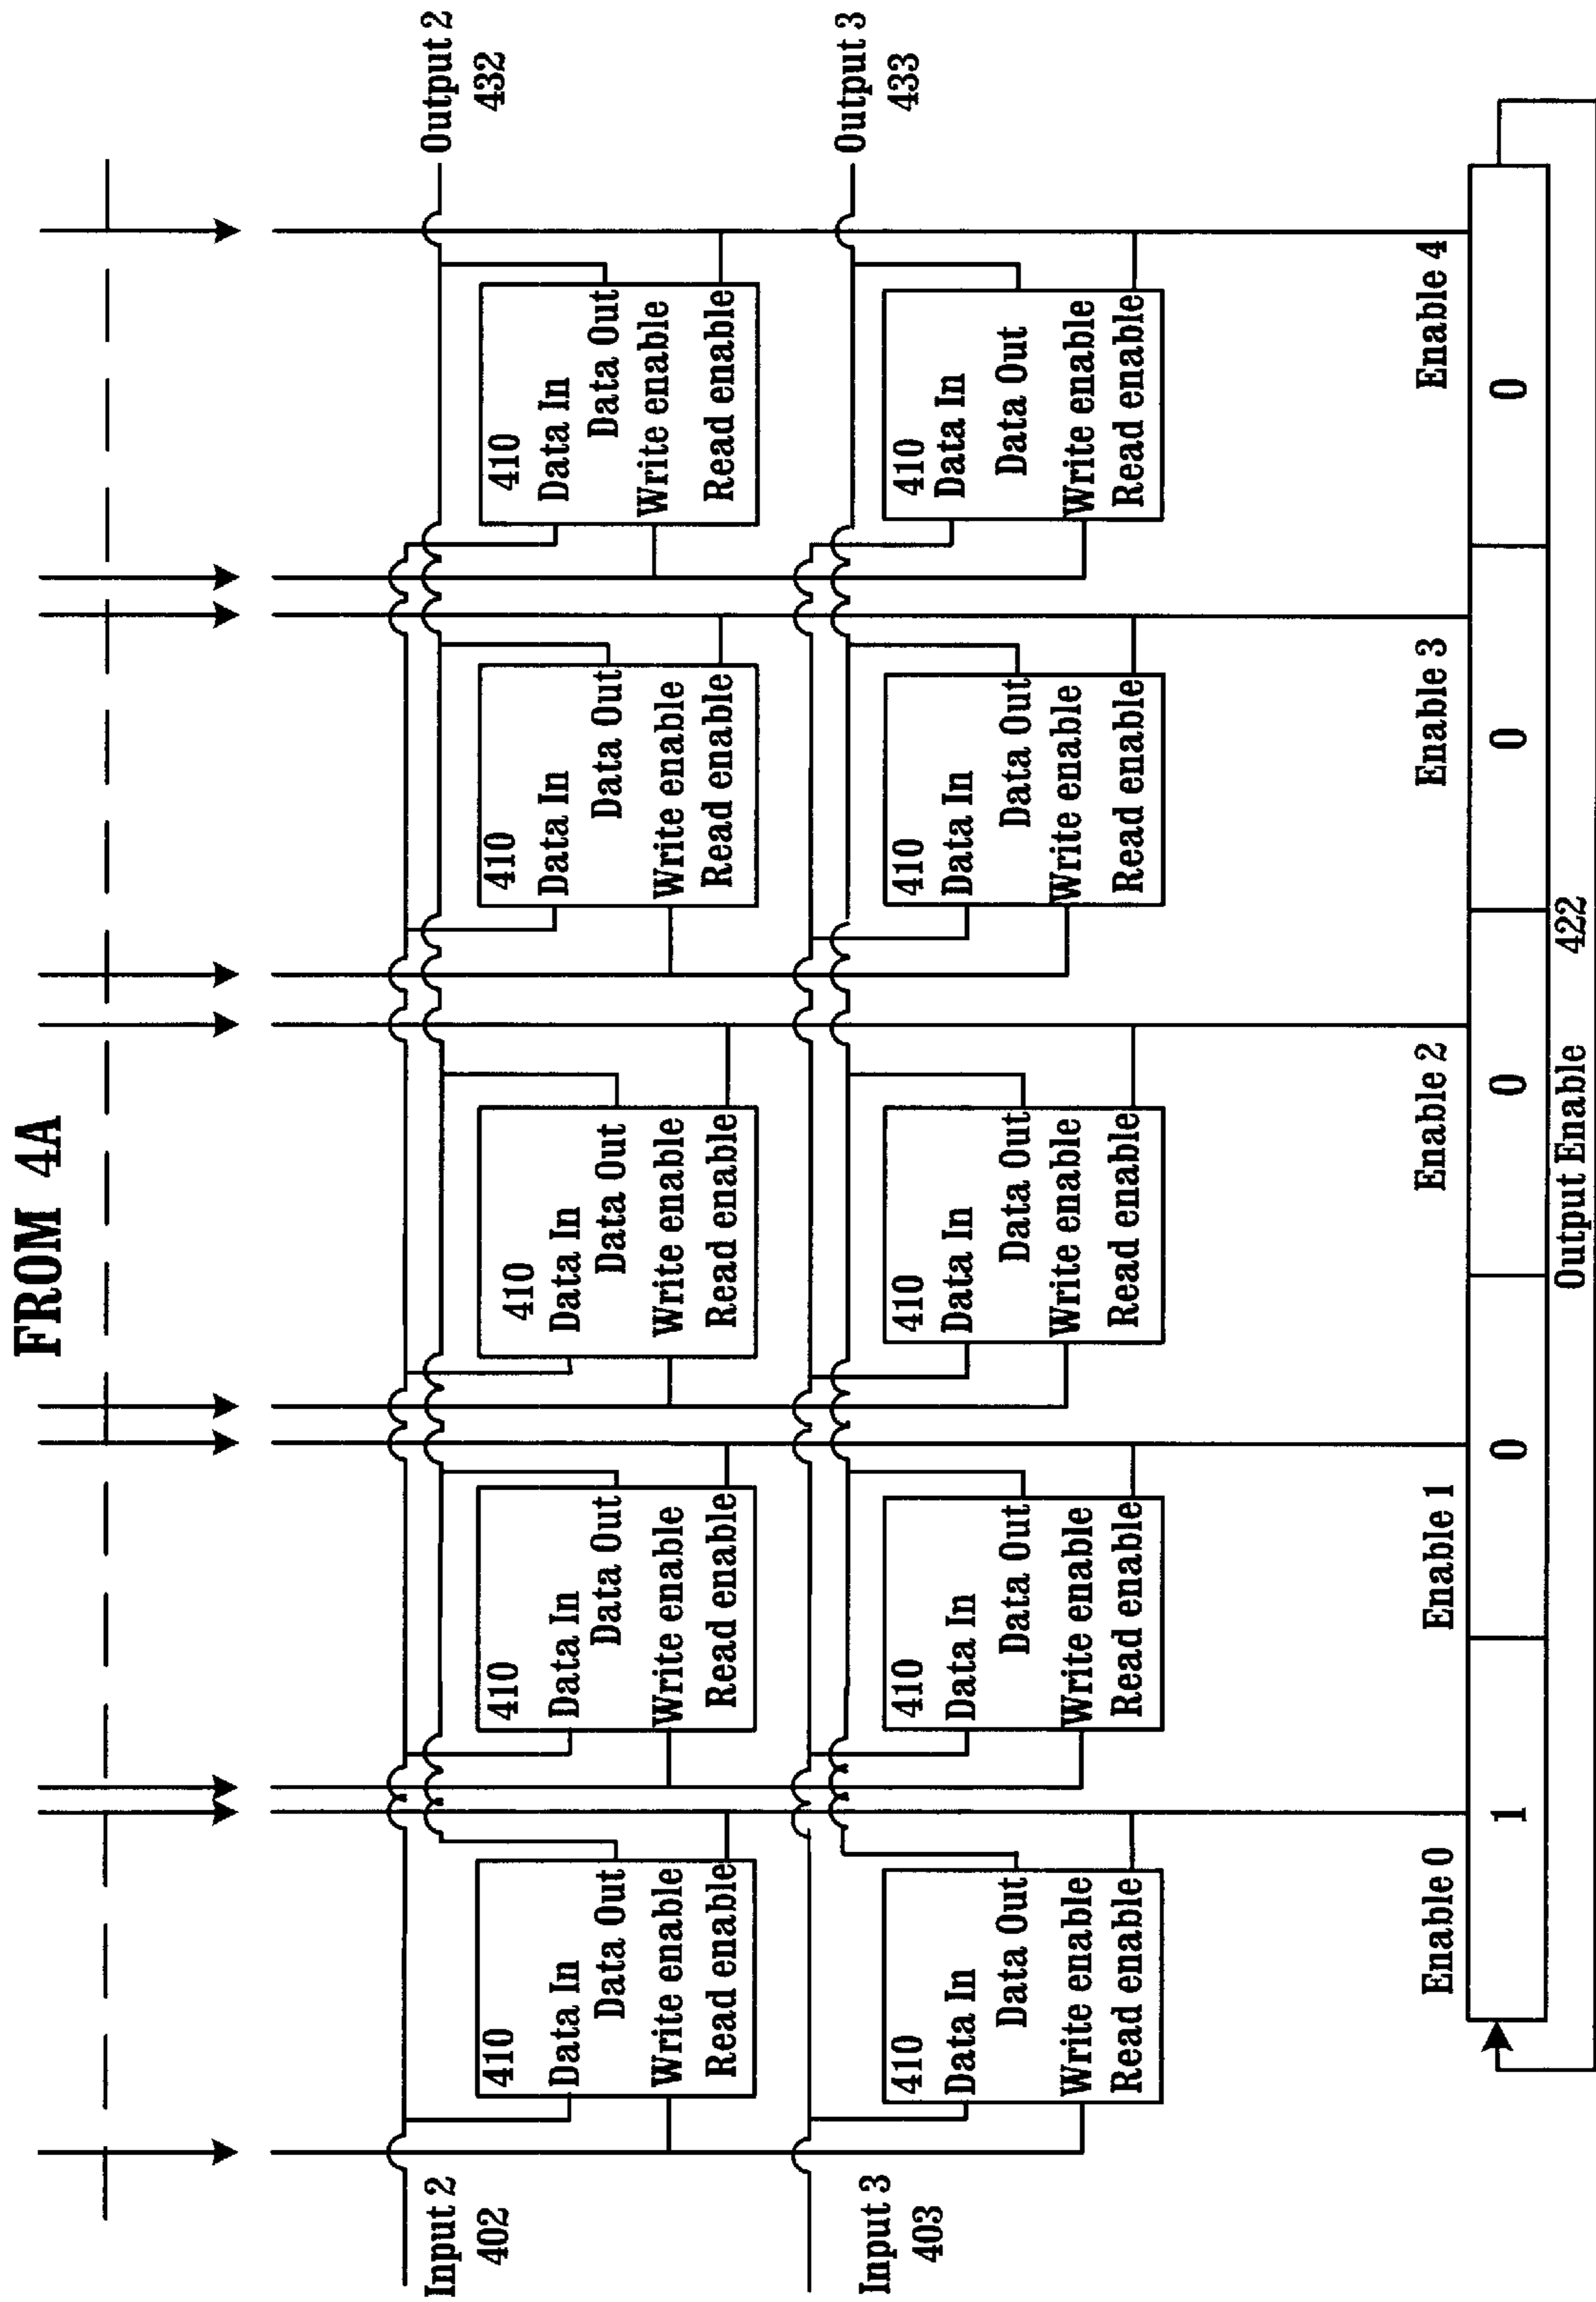 FROM 4A
Input 2
402
Output 2
432
410
Data In
Data Out
Write enable
Read enable
410
Data In
Data Out
Write enable
Read enable
410
Data In
Data Out
Write enable
Read enable
410
Data In
Data Out
Write enable
Read enable
410
Data In
Data Out
Write enable
Read enable
Input 3
403
Output 3
433
410
Data In
Data Out
Write enable
Read enable
410
Data In
Data Out
Write enable
Read enable
410
Data In
Data Out
Write enable
Read enable
410
Data In
Data Out
Write enable
Read enable
410
Data In
Data Out
Write enable
Read enable
Enable 0 Enable 1 Enable 2 Enable 3 Enable 4
1 0 0 0 0
Output Enable 422